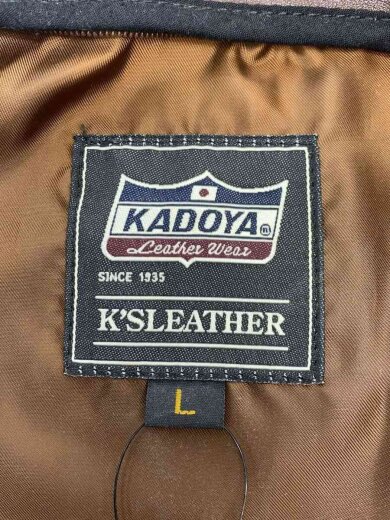 KADOYA
Leather Wear
SINCE 1935
K'SLEATHER
L